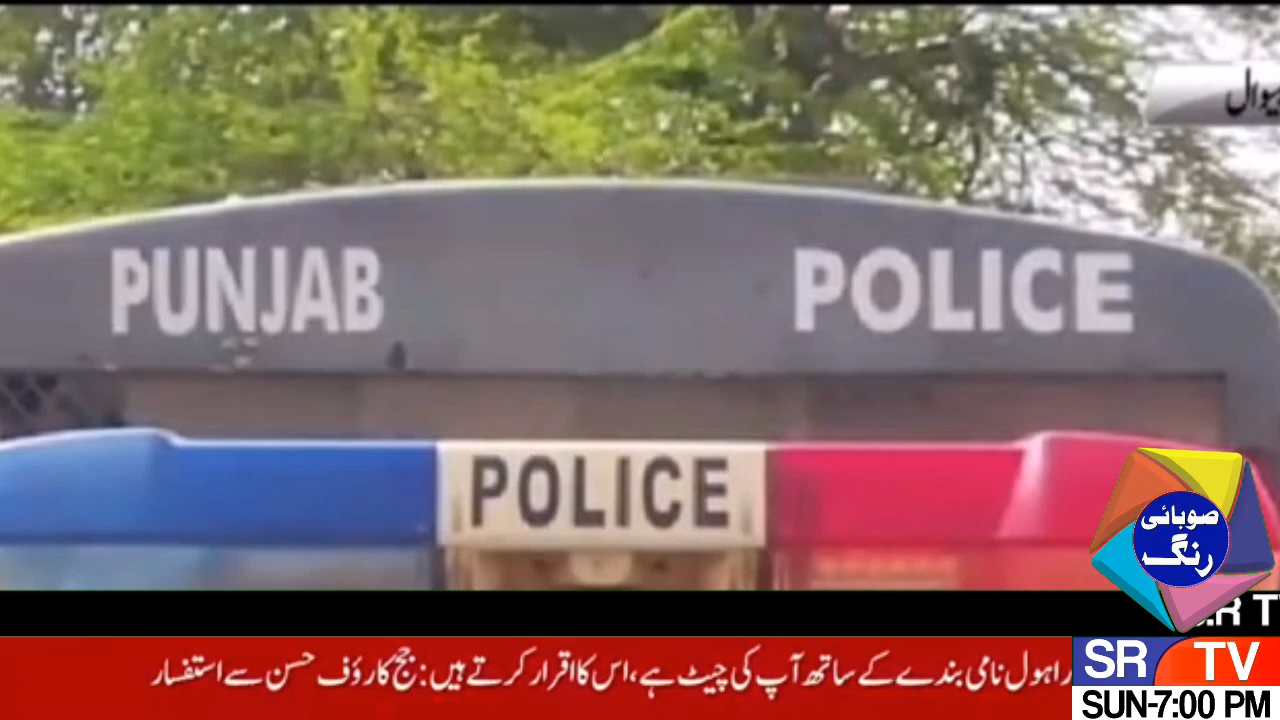 یوال
PUNJAB POLICE
POLICE
صوبائی
رنگ
.R T
راہول نامی بندے کے ساتھ آپ کی چیٹ ہے، اس کا اقرار کرتے ہیں: جج کا رؤف حسن سے استفسار
SR TV
SUN-7:00 PM